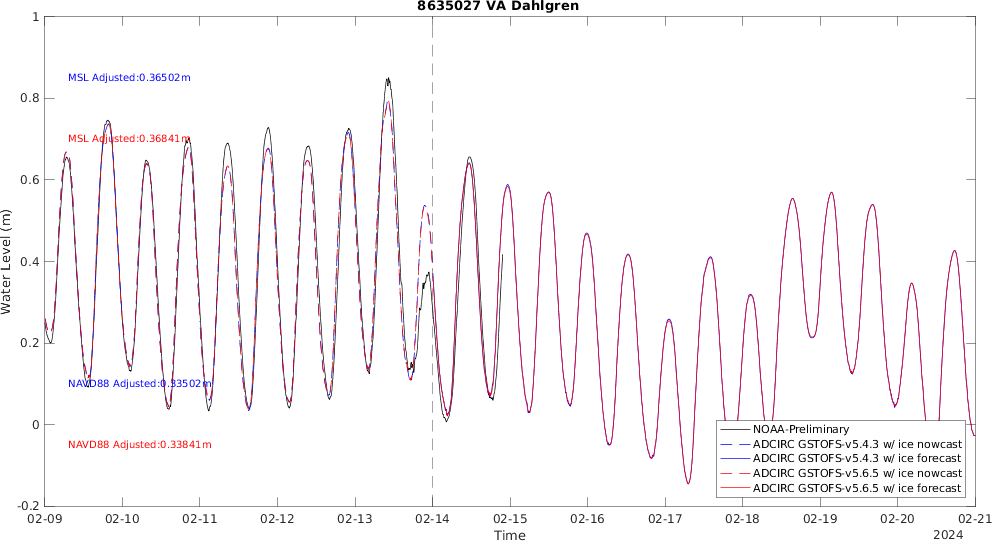 8635027 VA Dahlgren
Water Level (m)
1
0.8
0.6
0.4
0.2
0
-0.2
MSL Adjusted:0.36502m
MSL Adjusted:0.36841m
NAVD88 Adjusted:0.33502m
NAVD88 Adjusted:0.33841m
NOAA-Preliminary
ADCIRC GSTOFS-v5.4.3 w/ ice nowcast
ADCIRC GSTOFS-v5.4.3 w/ ice forecast
ADCIRC GSTOFS-v5.6.5 w/ ice nowcast
ADCIRC GSTOFS-v5.6.5 w/ ice forecast
02-09 02-10 02-11 02-12 02-13 02-14 02-15 02-16 02-17 02-18 02-19 02-20 02-21
Time
2024